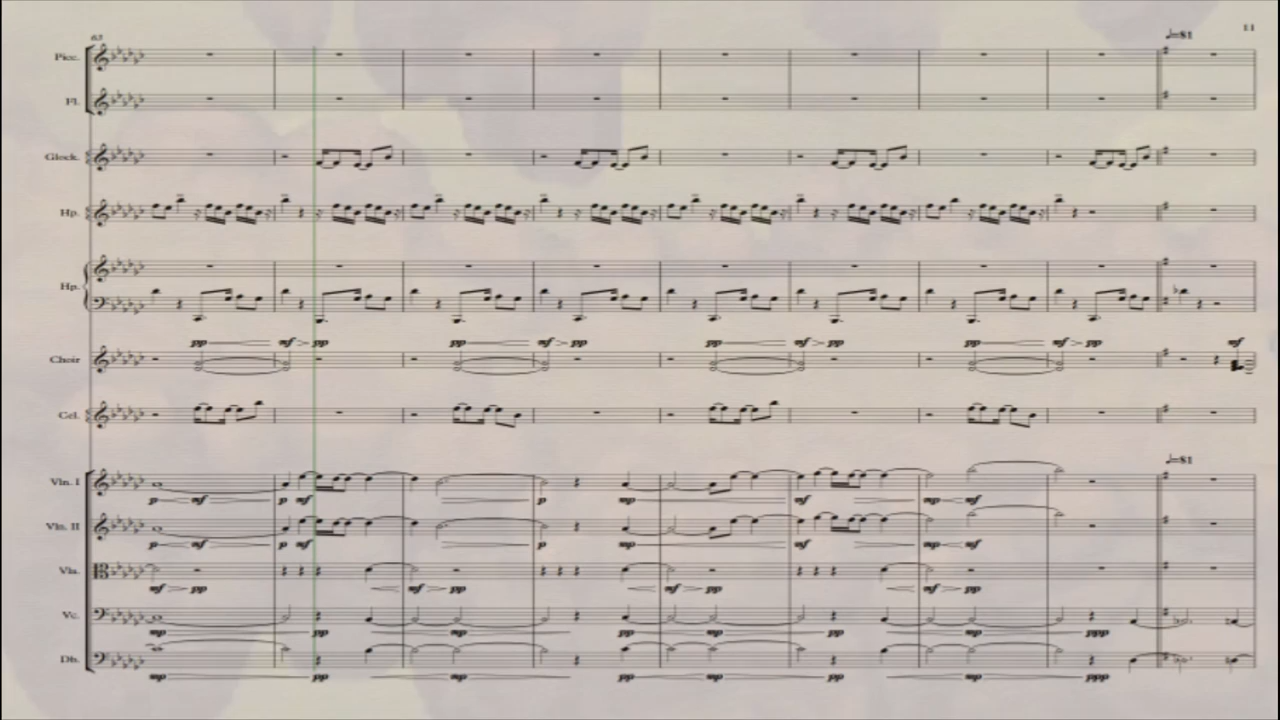 11
63
♩=81
Picc.
Fl.
Glock.
Hp.
Hp.
pp mf pp pp mf pp pp mf pp pp mf pp mf
Choir
Cel.
♩=81
Vln. I
p mf p mf p mp mf mp mf
Vln. II
p mf p mf p mp mf mp mf
Vla.
mf pp mf pp mf pp mf pp
Vc.
mp pp mp pp mp pp mp ppp
Db.
mp pp mp pp mp pp mp ppp